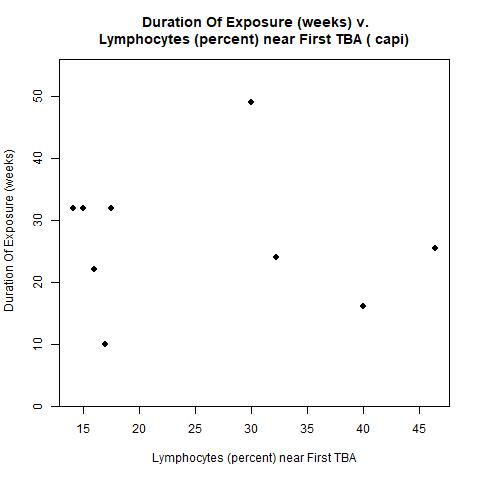 Duration Of Exposure (weeks) v.
Lymphocytes (percent) near First TBA ( capi)
Duration Of Exposure (weeks)
50
40
30
20
10
0
15 20 25 30 35 40 45
Lymphocytes (percent) near First TBA